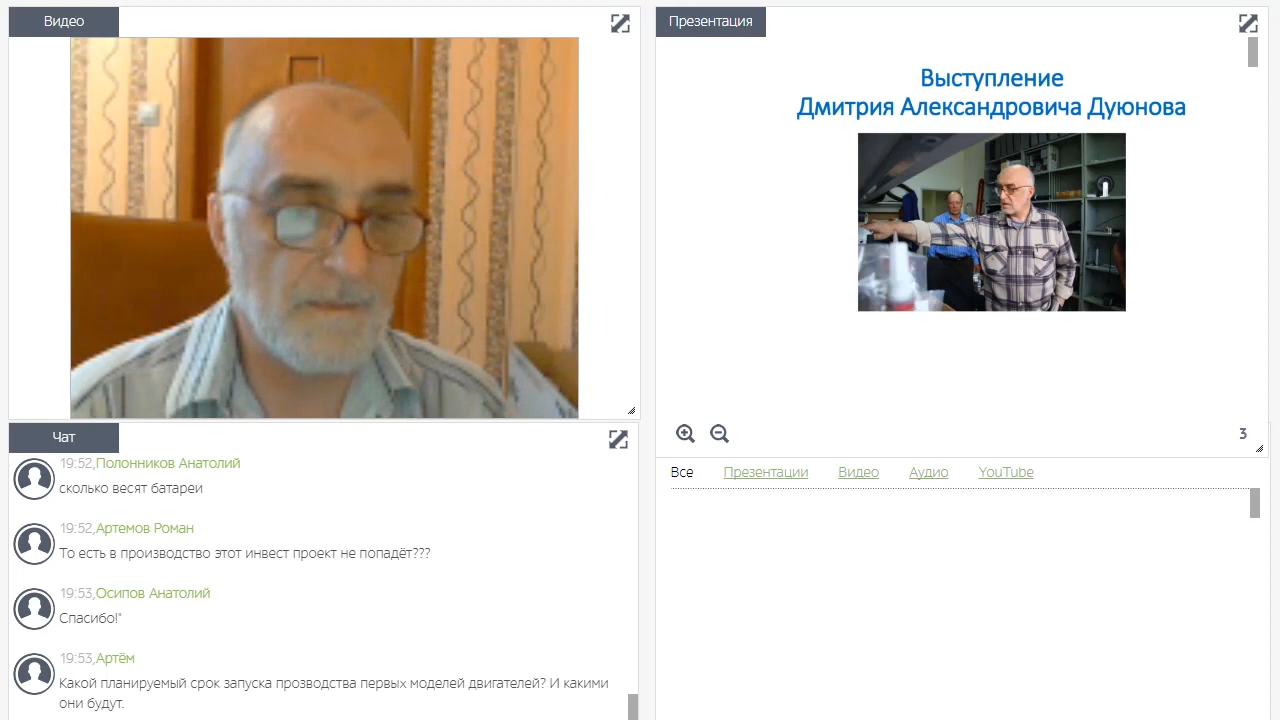 Видео
Презентация
Выступление
Дмитрия Александровича Дуюнова
3
Чат
19:52,Полонников Анатолий
сколько весят батареи
19:52,Артемов Роман
То есть в производство этот инвест проект не попадёт???
19:53,Осипов Анатолий
Спасибо!"
19:53,Артём
Какой планируемый срок запуска прозводства первых моделей двигателей? И какими
они будут.
Все Презентации Видео Аудио YouTube